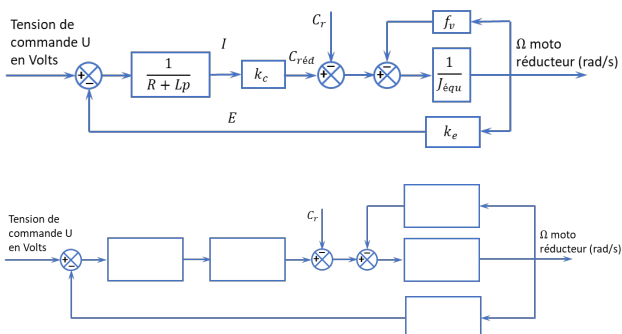 Tension de
commande U
en Volts
+
−
1
R + Lp
I
k_c
C_réd
C_r
+
−
+
−
f_v
1
J_équ
Ω moto
réducteur (rad/s)
E
k_e
Tension de
commande U
en Volts
+
−
C_r
+
−
+
−
Ω moto
réducteur (rad/s)